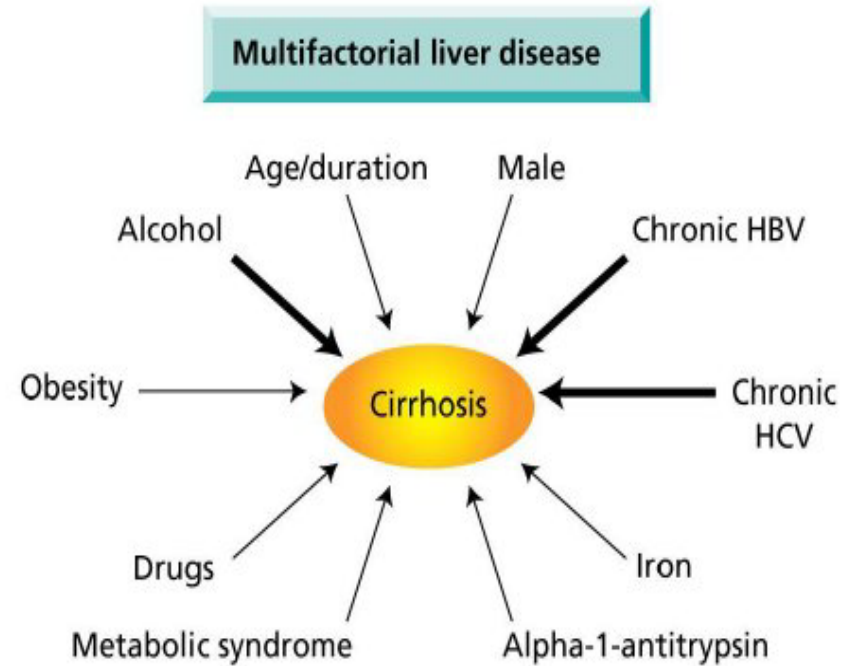 Multifactorial liver disease
Age/duration
Male
Alcohol
Chronic HBV
Obesity
Cirrhosis
Chronic
HCV
Drugs
Iron
Metabolic syndrome
Alpha-1-antitrypsin